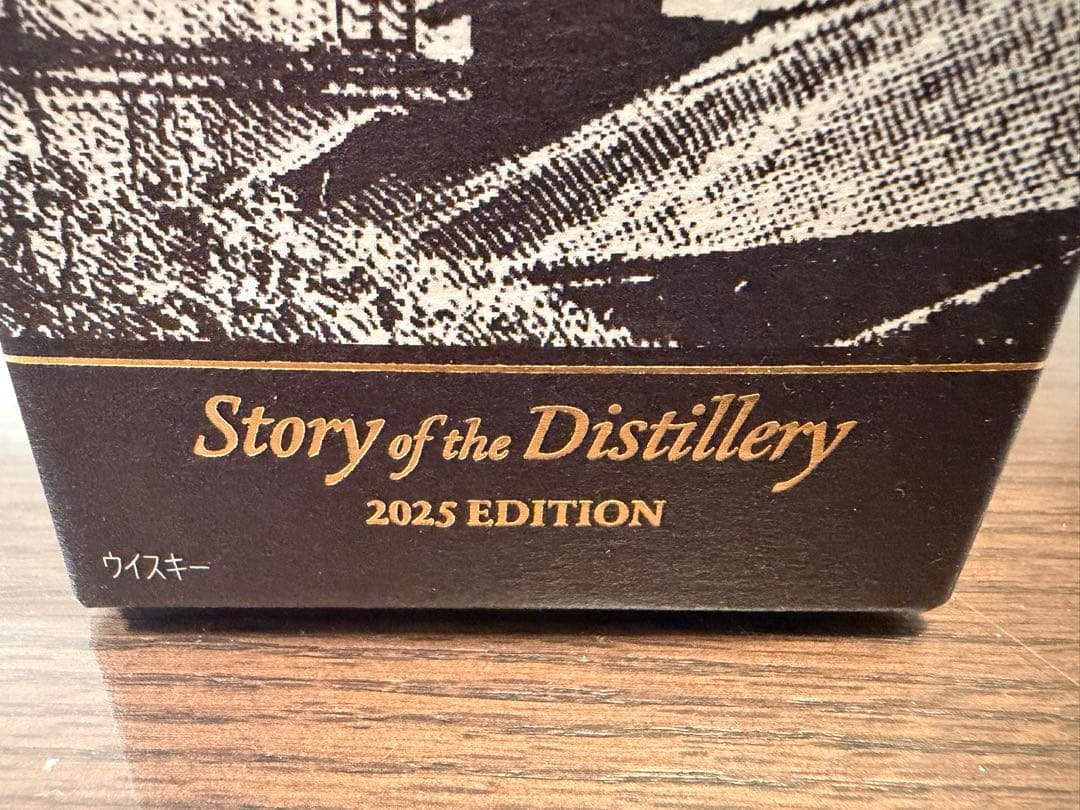 Story of the Distillery
2025 EDITION
ウイスキー